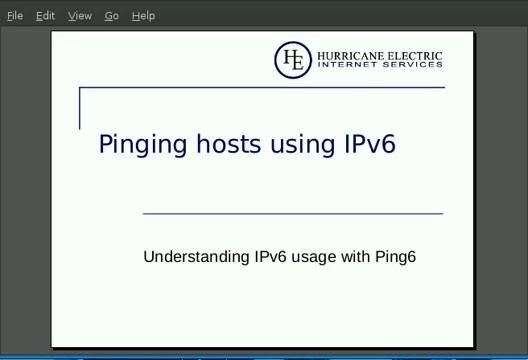 File Edit View Go Help
HE HURRICANE ELECTRIC
INTERNET SERVICES
Pinging hosts using IPv6
Understanding IPv6 usage with Ping6